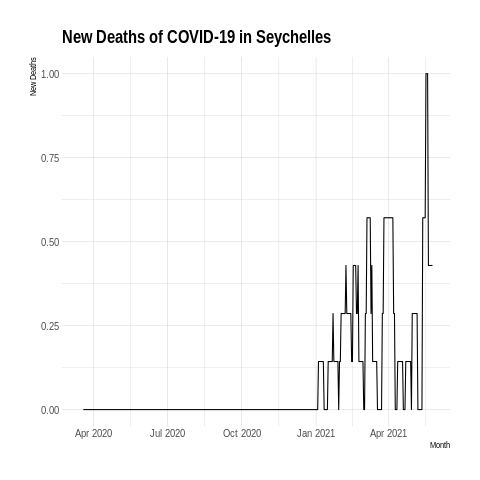 New Deaths of COVID-19 in Seychelles
New Deaths
1.00
0.75
0.50
0.25
0.00
Apr 2020 Jul 2020 Oct 2020 Jan 2021 Apr 2021
Month